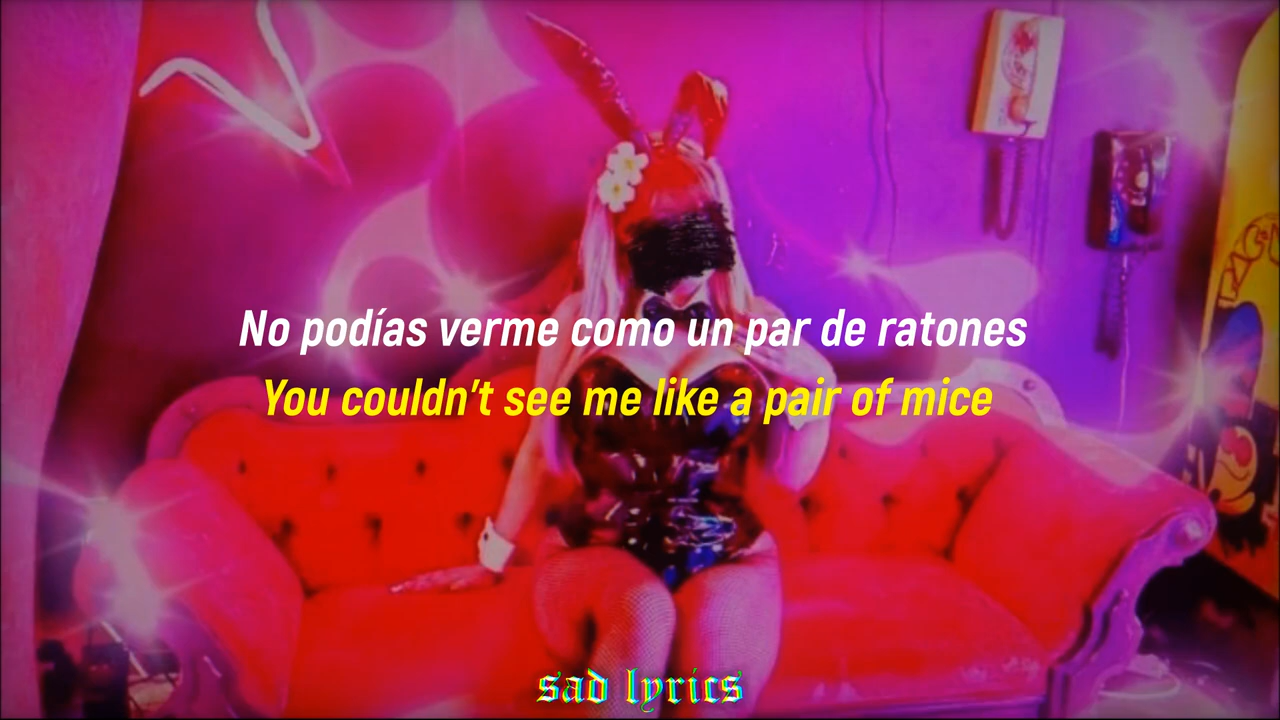 No podías verme como un par de ratones
You couldn't see me like a pair of mice
sad lyrics